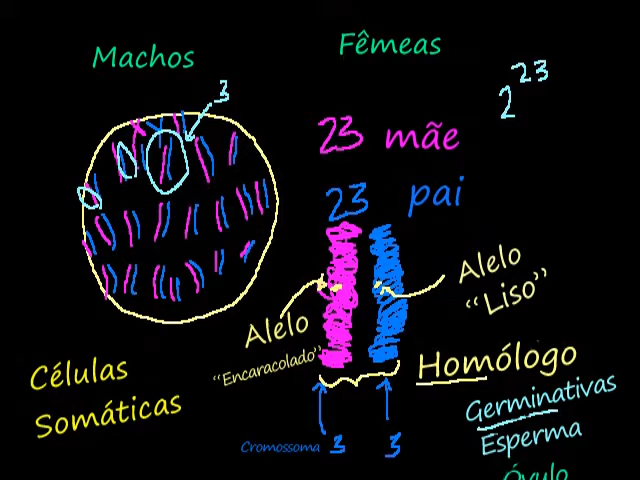 Machos
Fêmeas
2^23
3
23 mãe
23 pai
Alelo
"Liso"
Alelo
"Encaracolado"
Homólogo
Células
Somáticas
Germinativas
Esperma
Óvulo
Cromossoma 3
3